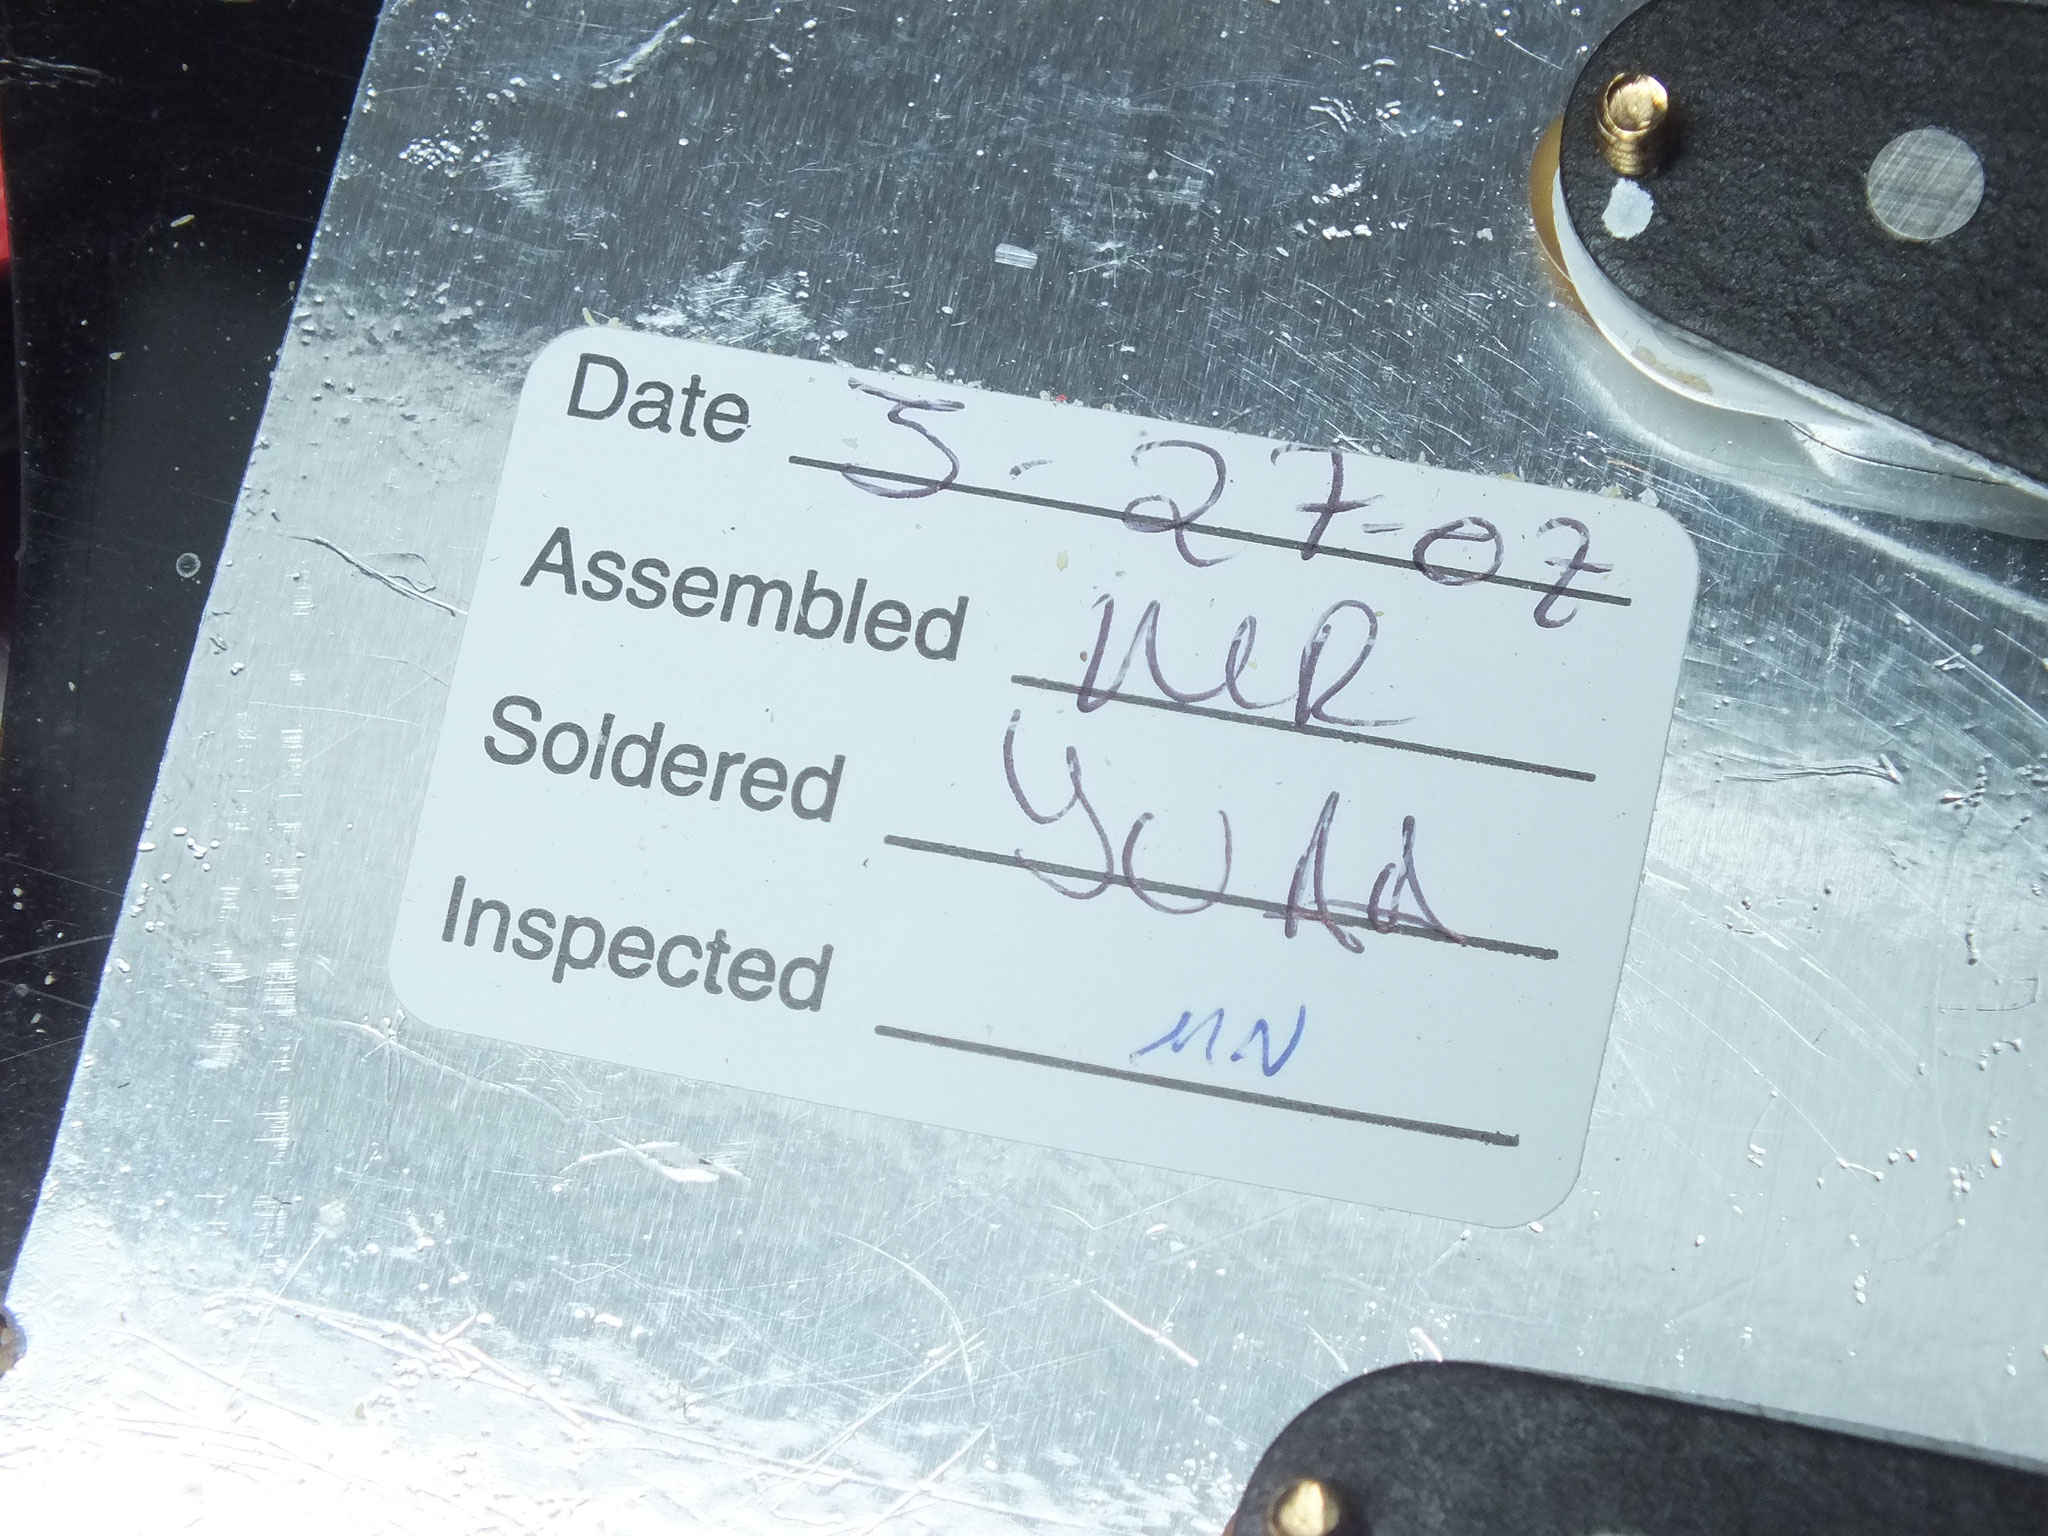 Date 3-27-07
Assembled
Soldered
Inspected MN